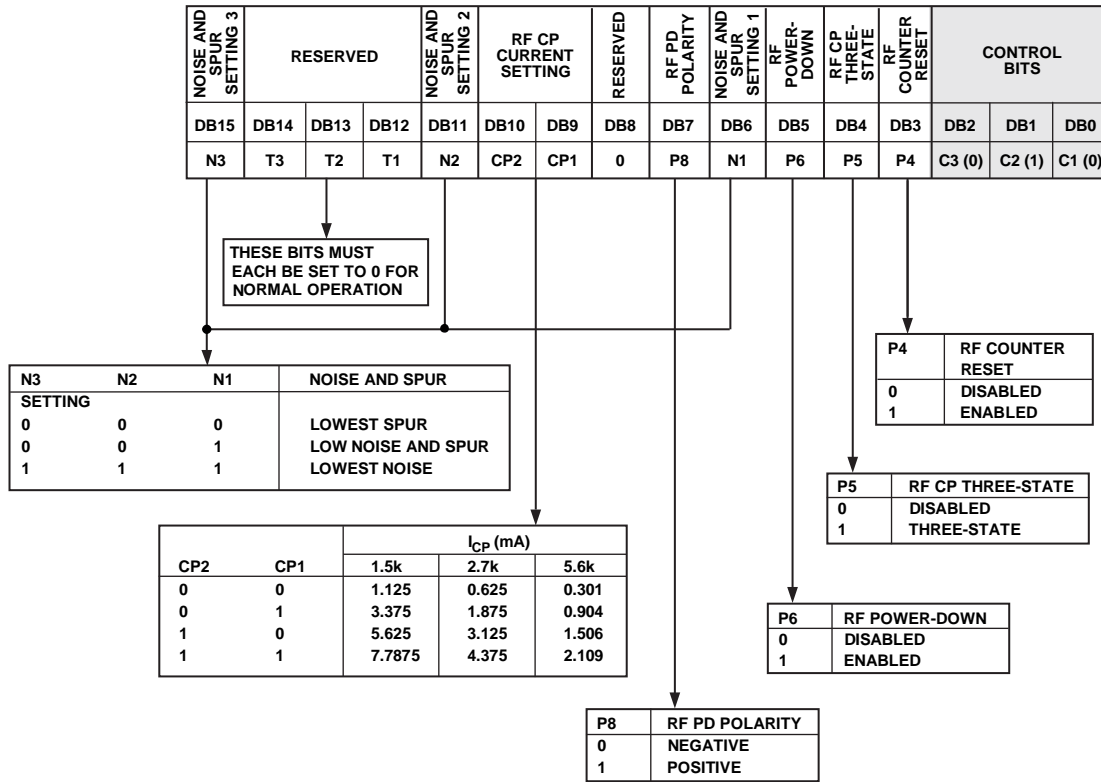 NOISE AND SPUR SETTING 3
RESERVED
NOISE AND SPUR SETTING 2
RF CP CURRENT SETTING
RESERVED
RF PD POLARITY
NOISE AND SPUR SETTING 1
RF POWER-DOWN
RF CP THREE-STATE
RF COUNTER RESET
CONTROL BITS
DB15 DB14 DB13 DB12 DB11 DB10 DB9 DB8 DB7 DB6 DB5 DB4 DB3 DB2 DB1 DB0
N3 T3 T2 T1 N2 CP2 CP1 0 P8 N1 P6 P5 P4 C3 (0) C2 (1) C1 (0)
THESE BITS MUST
EACH BE SET TO 0 FOR
NORMAL OPERATION
N3 N2 N1 NOISE AND SPUR
SETTING
0 0 0 LOWEST SPUR
0 0 1 LOW NOISE AND SPUR
1 1 1 LOWEST NOISE
P4 RF COUNTER
RESET
0 DISABLED
1 ENABLED
P5 RF CP THREE-STATE
0 DISABLED
1 THREE-STATE
ICP (mA)
CP2 CP1 1.5k 2.7k 5.6k
0 0 1.125 0.625 0.301
0 1 3.375 1.875 0.904
1 0 5.625 3.125 1.506
1 1 7.7875 4.375 2.109
P6 RF POWER-DOWN
0 DISABLED
1 ENABLED
P8 RF PD POLARITY
0 NEGATIVE
1 POSITIVE